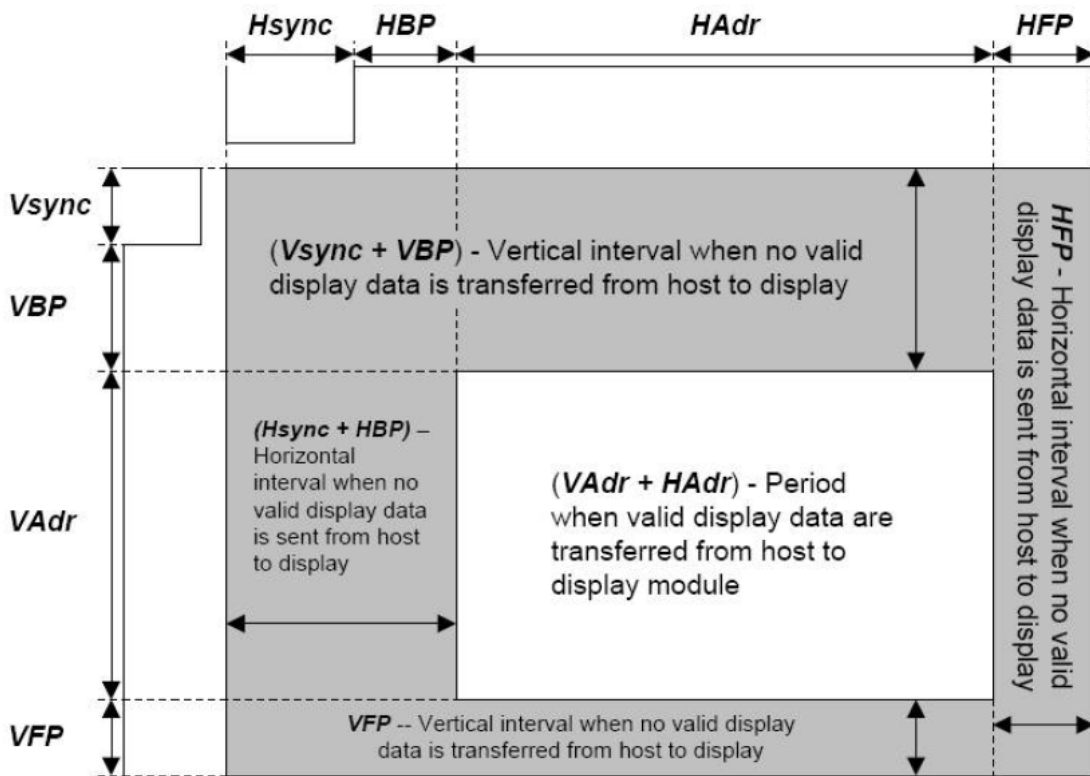 Hsync HBP HAdr HFP
Vsync
(Vsync + VBP) - Vertical interval when no valid
display data is transferred from host to display
VBP
HFP - Horizontal interval when no valid
display data is sent from host to display
(Hsync + HBP) –
Horizontal
interval when no
valid display data
is sent from host
to display
VAdr
(VAdr + HAdr) - Period
when valid display data are
transferred from host to
display module
VFP
VFP -- Vertical interval when no valid display
data is transferred from host to display